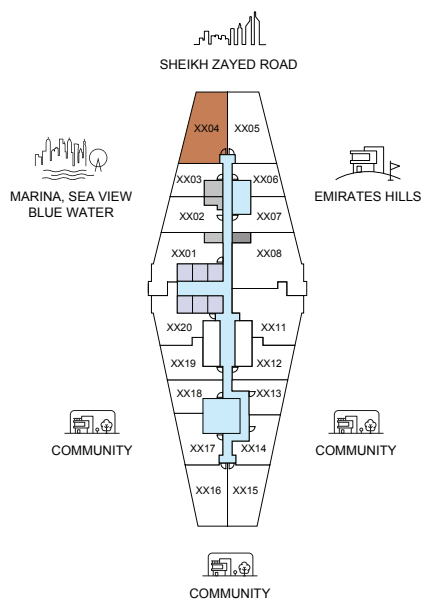 SHEIKH ZAYED ROAD
XX04
XX05
MARINA, SEA VIEW
BLUE WATER
EMIRATES HILLS
XX03
XX06
XX02
XX07
XX01
XX08
XX20
XX11
XX19
XX12
XX18
XX13
COMMUNITY
COMMUNITY
XX17
XX14
XX16
XX15
COMMUNITY